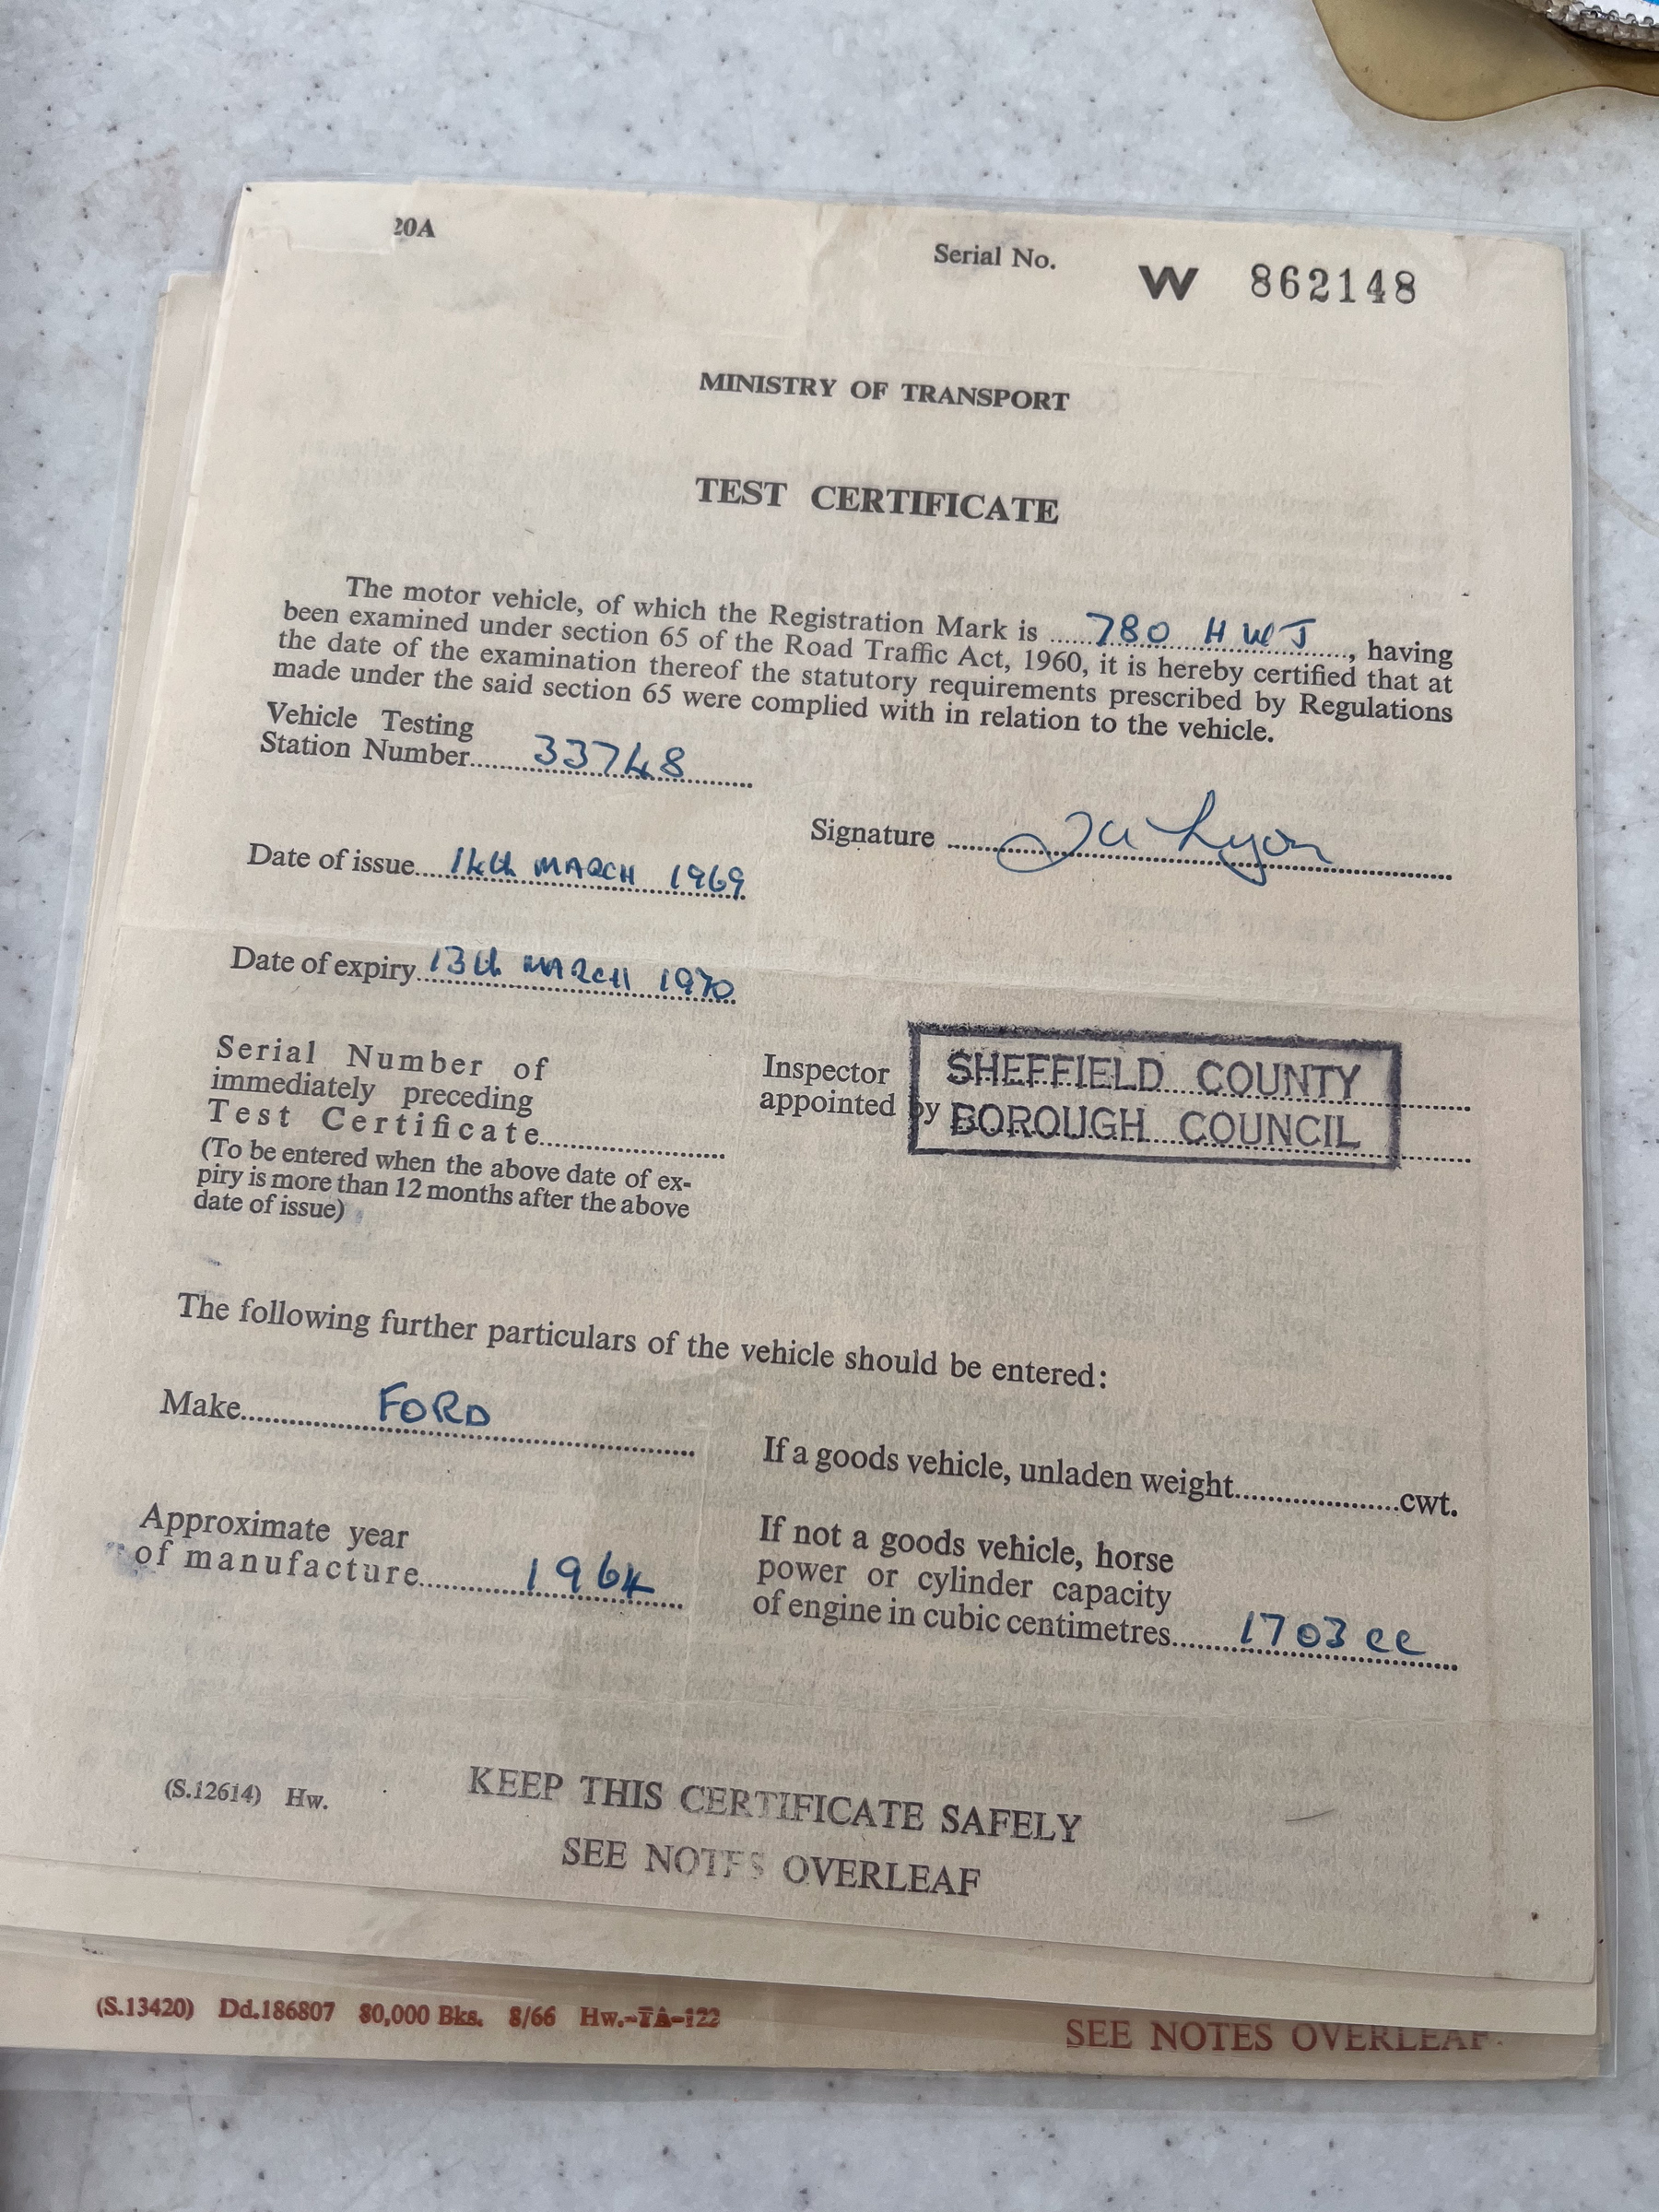 20A
Serial No. W 862148
MINISTRY OF TRANSPORT
TEST CERTIFICATE
The motor vehicle, of which the Registration Mark is ......780 HWJ......, having
been examined under section 65 of the Road Traffic Act, 1960, it is hereby certified that at
the date of the examination thereof the statutory requirements prescribed by Regulations
made under the said section 65 were complied with in relation to the vehicle.
Vehicle Testing
Station Number......33748......
Signature ...... Lyon......
Date of issue....14th MARCH 1969
Date of expiry..13th MARCH 1970
Serial Number of
immediately preceding
Test Certificate........................
(To be entered when the above date of ex-
piry is more than 12 months after the above
date of issue)
Inspector
appointed by
SHEFFIELD COUNTY
BOROUGH COUNCIL
The following further particulars of the vehicle should be entered:
Make............FORD............
If a goods vehicle, unladen weight......................cwt.
Approximate year
of manufacture............1964......
If not a goods vehicle, horse
power or cylinder capacity
of engine in cubic centimetres........1703 cc......
(S.12614) Hw.
KEEP THIS CERTIFICATE SAFELY
SEE NOTES OVERLEAF
(S.13420) Dd.186807 80,000 Bks. 8/66 Hw.-TA-122
SEE NOTES OVERLEAF